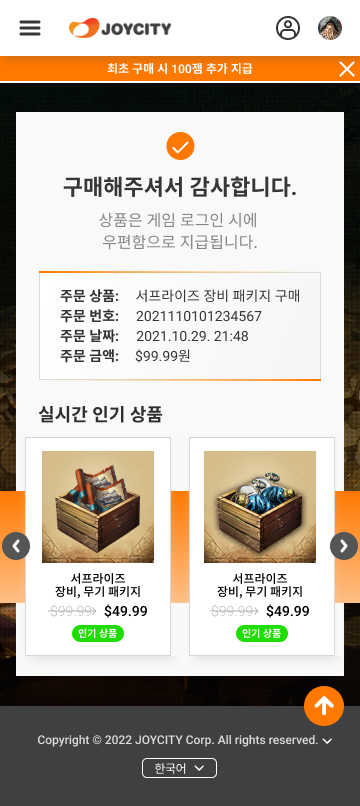 JOYCITY
최초 구매 시 100젬 추가 지급
구매해주셔서 감사합니다.
상품은 게임 로그인 시에
우편함으로 지급됩니다.
주문 상품: 서프라이즈 장비 패키지 구매
주문 번호: 2021110101234567
주문 날짜: 2021.10.29. 21:48
주문 금액: $99.99원
실시간 인기 상품
서프라이즈
장비, 무기 패키지
$99.99 $49.99
인기 상품
서프라이즈
장비, 무기 패키지
$99.99 $49.99
인기 상품
Copyright © 2022 JOYCITY Corp. All rights reserved.
한국어